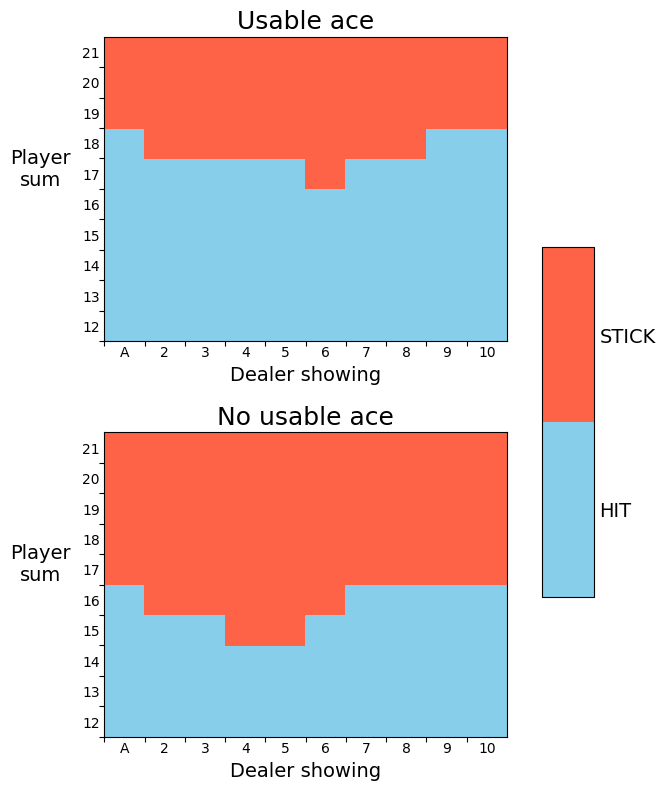 Usable ace
21
20
19
18
17
16
15
14
13
12
Player
sum
A 2 3 4 5 6 7 8 9 10
Dealer showing
STICK
HIT
No usable ace
21
20
19
18
17
16
15
14
13
12
Player
sum
A 2 3 4 5 6 7 8 9 10
Dealer showing